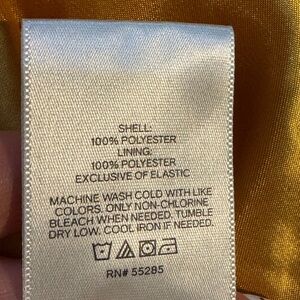 SHELL:
100% POLYESTER
LINING:
100% POLYESTER
EXCLUSIVE OF ELASTIC
MACHINE WASH COLD WITH LIKE
COLORS. ONLY NON-CHLORINE
BLEACH WHEN NEEDED. TUMBLE
DRY LOW. COOL IRON IF NEEDED.
RN# 55285